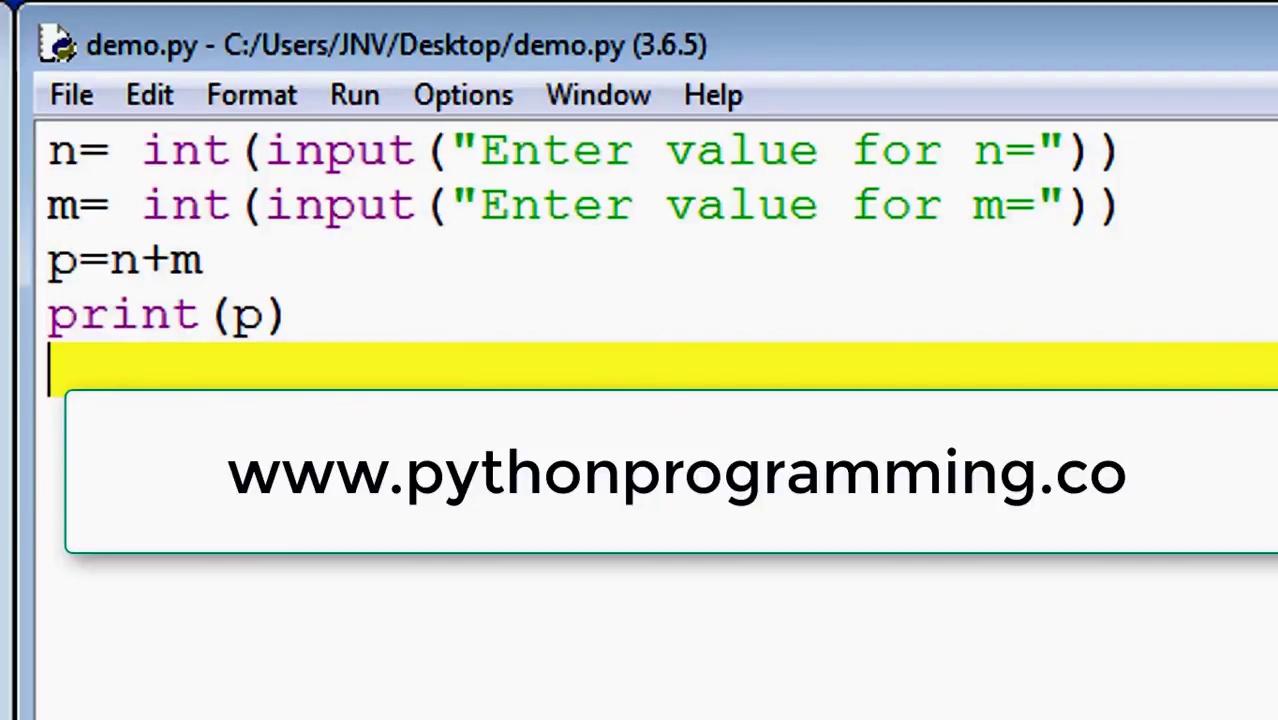 demo.py - C:/Users/JNV/Desktop/demo.py (3.6.5)
File Edit Format Run Options Window Help
n= int(input("Enter value for n="))
m= int(input("Enter value for m="))
p=n+m
print(p)
www.pythonprogramming.co